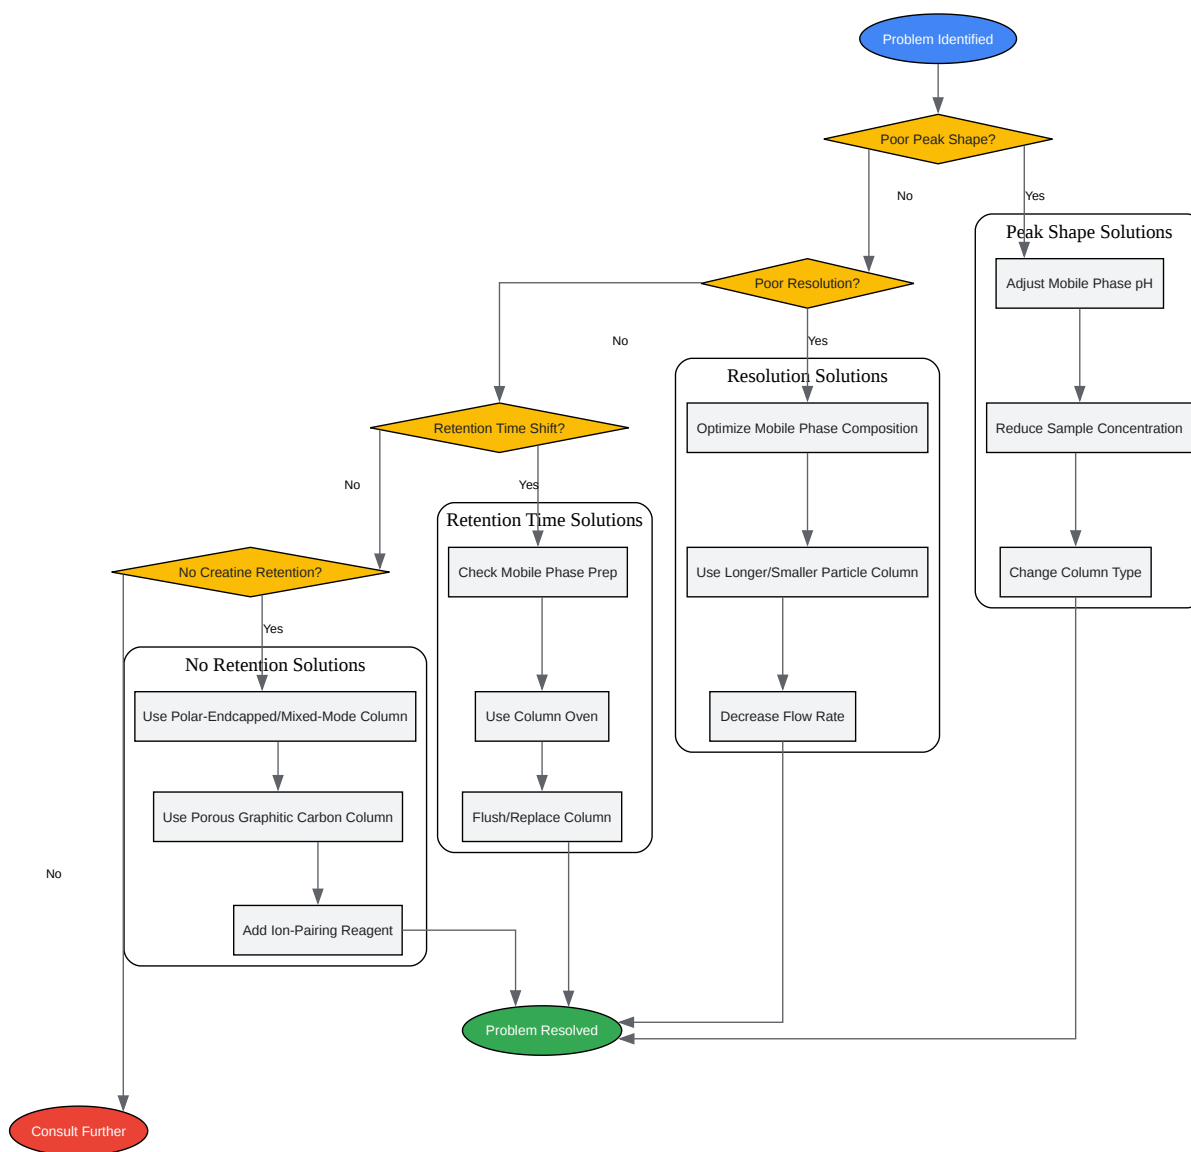 Problem Identified
Poor Peak Shape?
No
Yes
Peak Shape Solutions
Poor Resolution?
Adjust Mobile Phase pH
No
Yes
Resolution Solutions
Retention Time Shift?
Optimize Mobile Phase Composition
Reduce Sample Concentration
No
Yes
Retention Time Solutions
No Creatine Retention?
Check Mobile Phase Prep
Use Longer/Smaller Particle Column
Change Column Type
Yes
No Retention Solutions
Use Polar-Endcapped/Mixed-Mode Column
Use Column Oven
Decrease Flow Rate
Use Porous Graphitic Carbon Column
Flush/Replace Column
No
Add Ion-Pairing Reagent
Problem Resolved
Consult Further